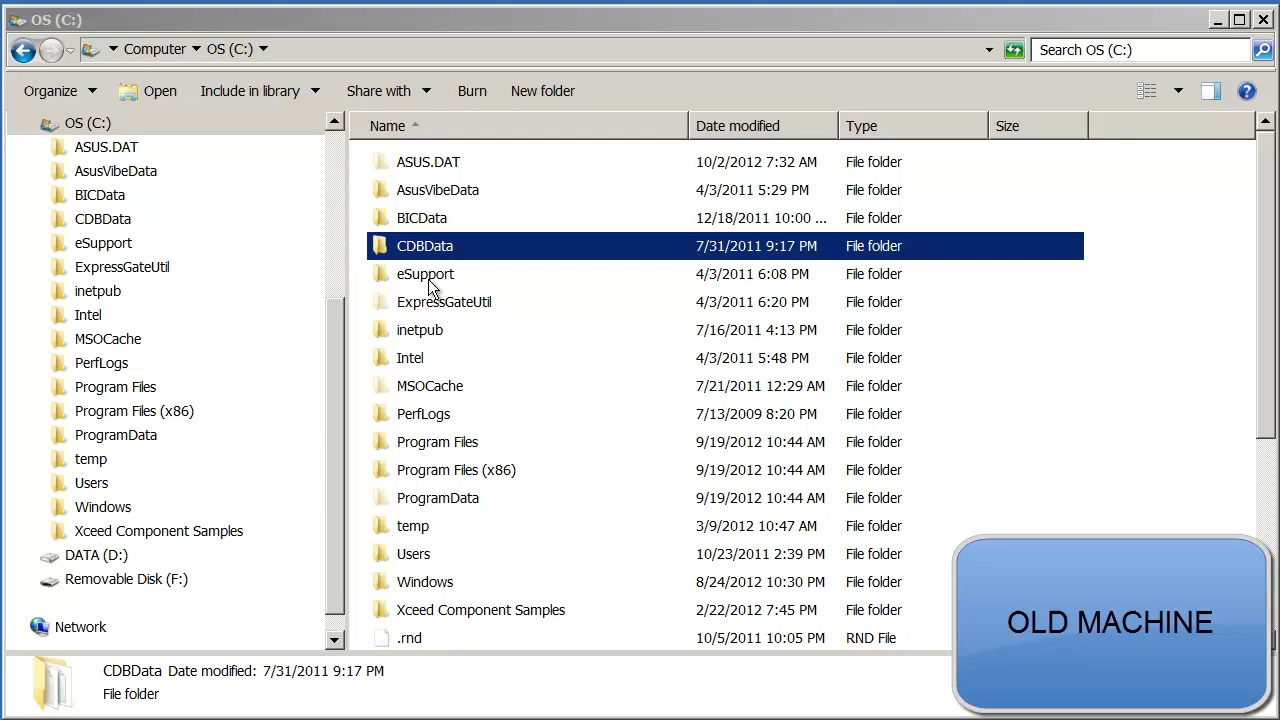 OS (C:)
Computer OS (C:) Search OS (C:)
Organize Open Include in library Share with Burn New folder
OS (C:)
ASUS.DAT
AsusVibeData
BICData
CDBData
eSupport
ExpressGateUtil
inetpub
Intel
MSOCache
PerfLogs
Program Files
Program Files (x86)
ProgramData
temp
Users
Windows
Xceed Component Samples
DATA (D:)
Removable Disk (F:)
Network
Name Date modified Type Size
ASUS.DAT 10/2/2012 7:32 AM File folder
AsusVibeData 4/3/2011 5:29 PM File folder
BICData 12/18/2011 10:00 ... File folder
CDBData 7/31/2011 9:17 PM File folder
eSupport 4/3/2011 6:08 PM File folder
ExpressGateUtil 4/3/2011 6:20 PM File folder
inetpub 7/16/2011 4:13 PM File folder
Intel 4/3/2011 5:48 PM File folder
MSOCache 7/21/2011 12:29 AM File folder
PerfLogs 7/13/2009 8:20 PM File folder
Program Files 9/19/2012 10:44 AM File folder
Program Files (x86) 9/19/2012 10:44 AM File folder
ProgramData 9/19/2012 10:44 AM File folder
temp 3/9/2012 10:47 AM File folder
Users 10/23/2011 2:39 PM File folder
Windows 8/24/2012 10:30 PM File folder
Xceed Component Samples 2/22/2012 7:45 PM File folder
.rnd 10/5/2011 10:05 PM RND File
OLD MACHINE
CDBData Date modified: 7/31/2011 9:17 PM
File folder